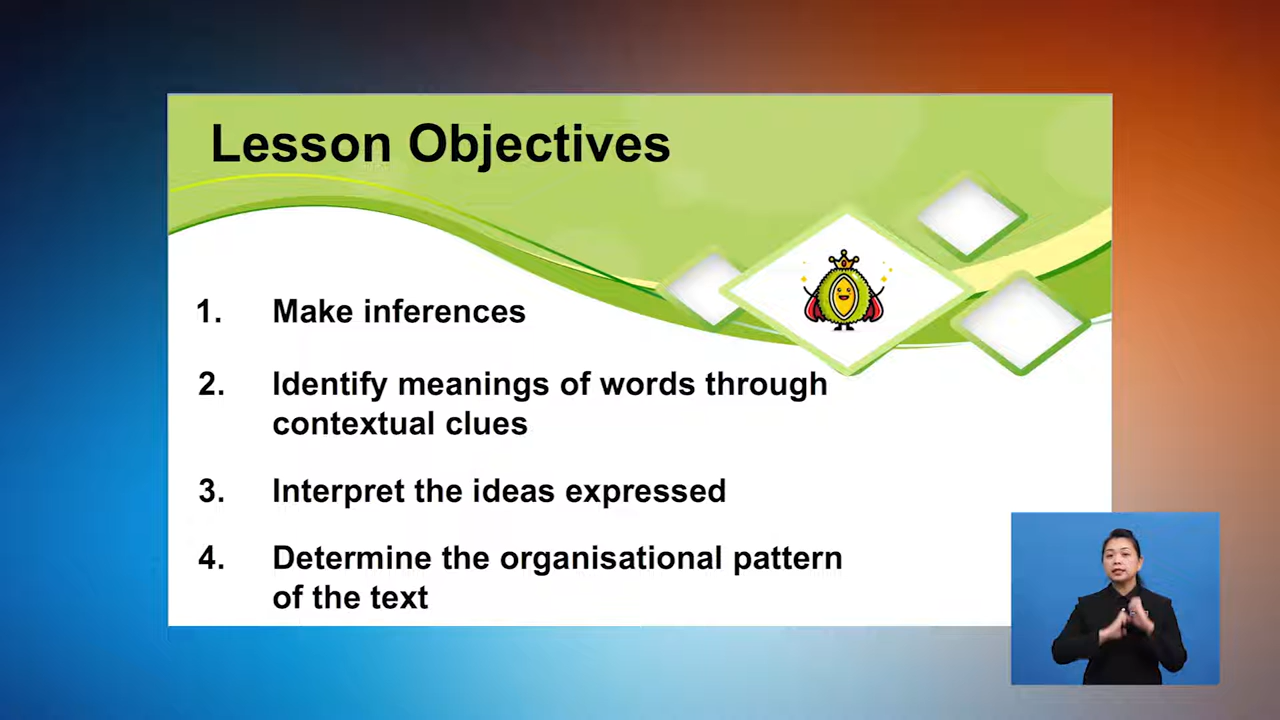 Lesson Objectives
1. Make inferences
2. Identify meanings of words through
contextual clues
3. Interpret the ideas expressed
4. Determine the organisational pattern
of the text